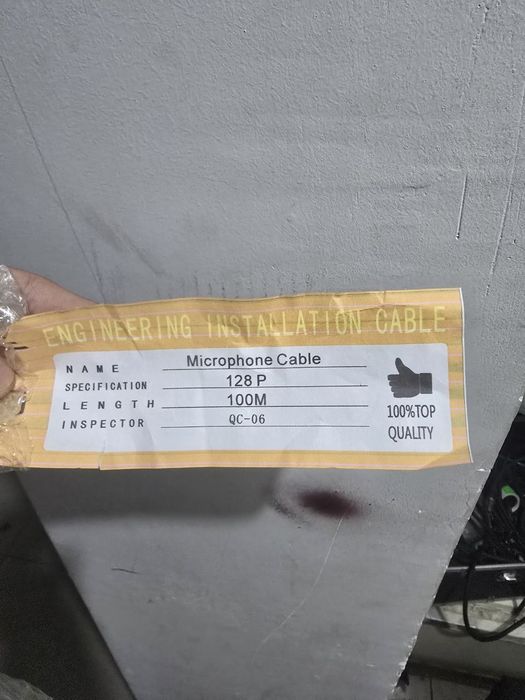 ENGINEERING INSTALLATION CABLE
NAME Microphone Cable
SPECIFICATION 128 P
LENGTH 100M
INSPECTOR QC-06
100%TOP
QUALITY